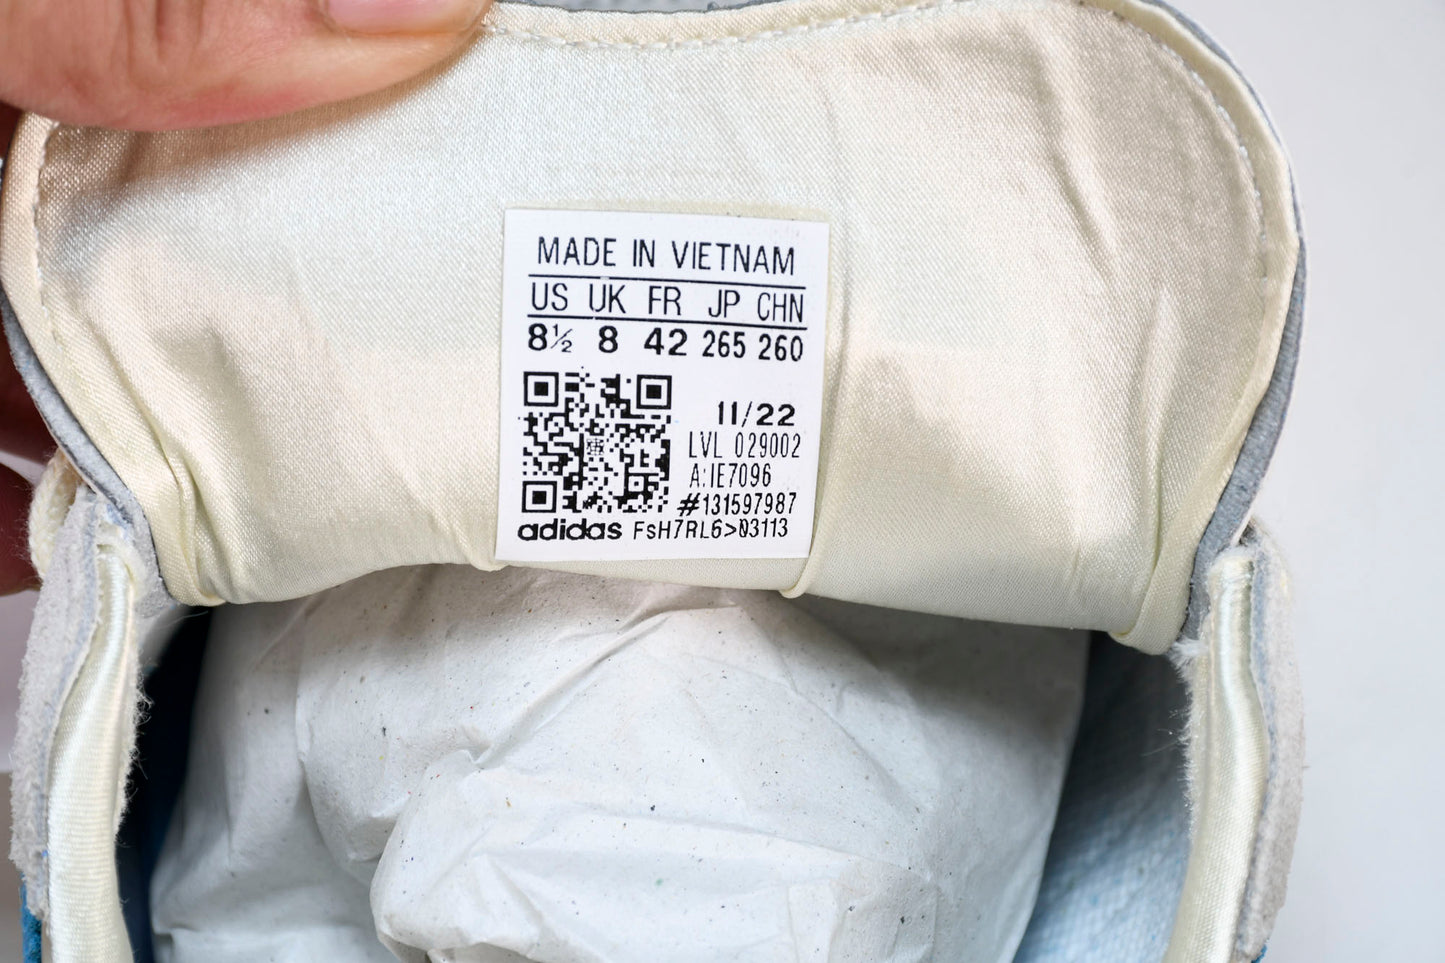 MADE IN VIETNAM
US UK FR JP CHN
8½ 8 42 265 260
11/22
LVL 029002
A:IE7096
#131597987
adidas FsH7RL6>03113